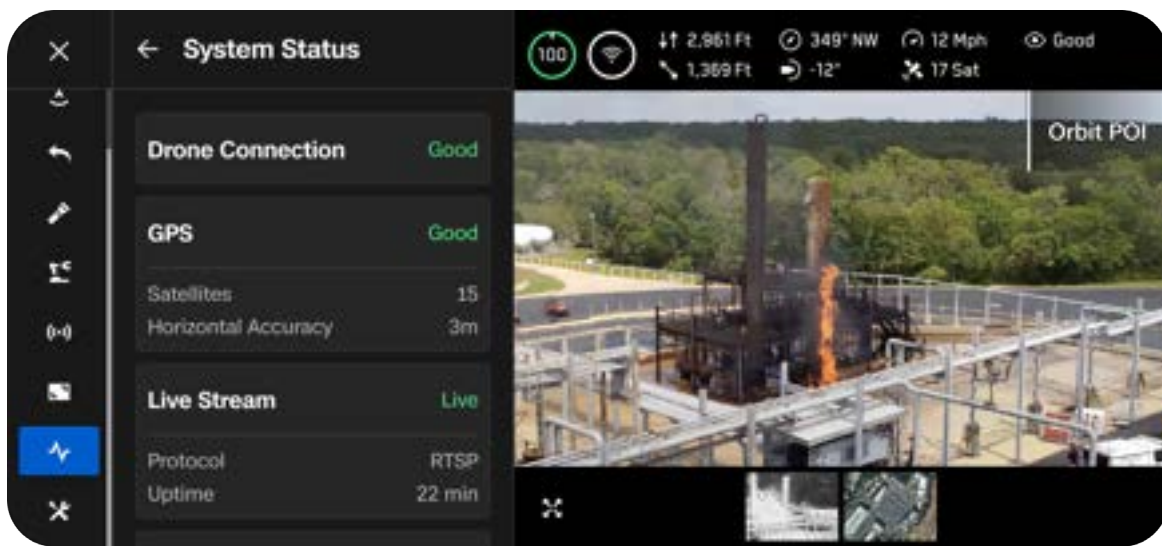 System Status
100
2,961 Ft
349° NW
12 Mph
Good
1,369 Ft
-12°
17 Sat
Orbit POI
Drone Connection
Good
GPS
Good
Satellites
15
Horizontal Accuracy
3m
Live Stream
Live
Protocol
RTSP
Uptime
22 min